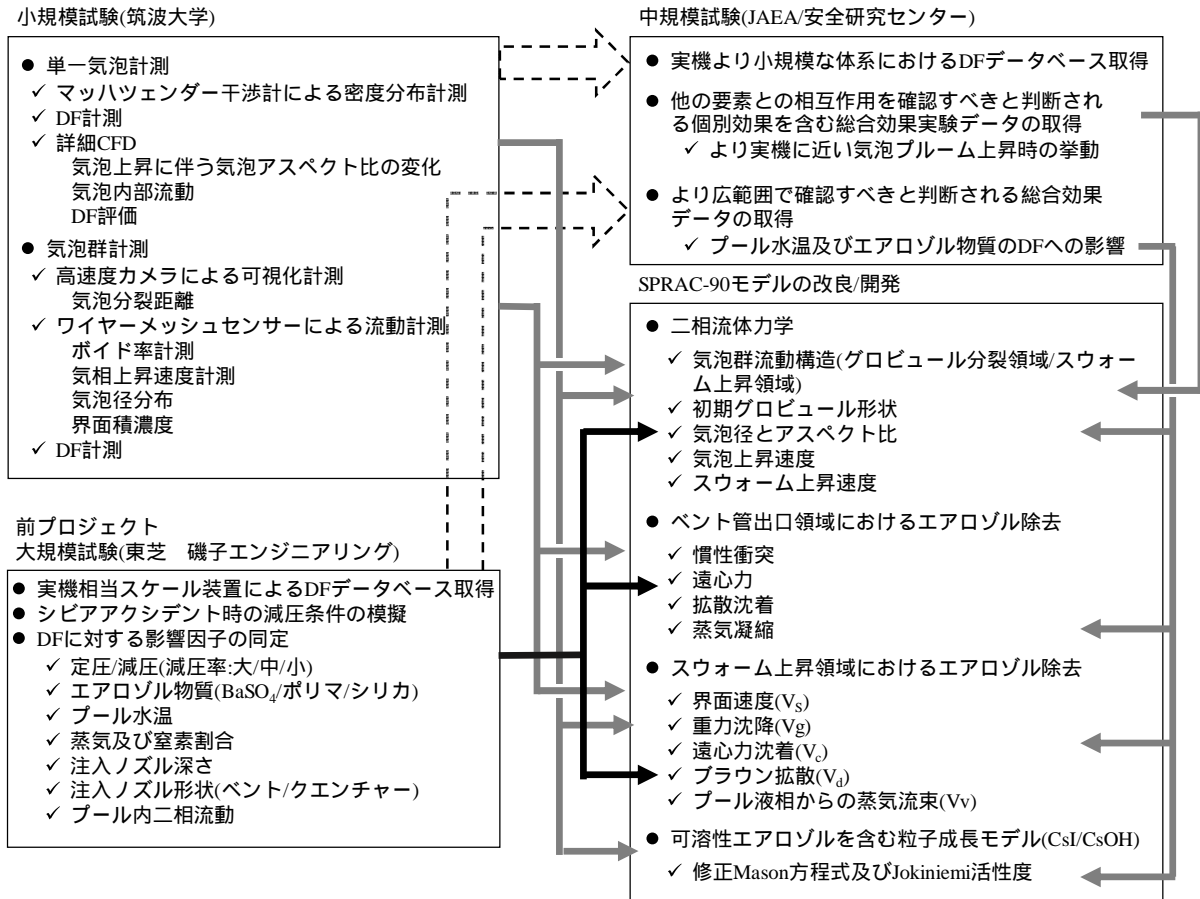 小規模試験(筑波大学)
● 単一気泡計測
✓ マッハツェンダー干渉計による密度分布計測
✓ DF計測
✓ 詳細CFD
気泡上昇に伴う気泡アスペクト比の変化
気泡内部流動
DF評価
● 気泡群計測
✓ 高速度カメラによる可視化計測
気泡分裂距離
✓ ワイヤーメッシュセンサーによる流動計測
ボイド率計測
気相上昇速度計測
気泡径分布
界面積濃度
✓ DF計測
前プロジェクト
大規模試験(東芝　磯子エンジニアリング)
● 実機相当スケール装置によるDFデータベース取得
● シビアアクシデント時の減圧条件の模擬
● DFに対する影響因子の同定
✓ 定圧/減圧(減圧率:大/中/小)
✓ エアロゾル物質(BaSO4/ポリマ/シリカ)
✓ プール水温
✓ 蒸気及び窒素割合
✓ 注入ノズル深さ
✓ 注入ノズル形状(ベント/クエンチャー)
✓ プール内二相流動
中規模試験(JAEA/安全研究センター)
● 実機より小規模な体系におけるDFデータベース取得
● 他の要素との相互作用を確認すべきと判断され
る個別効果を含む総合効果実験データの取得
✓ より実機に近い気泡プルーム上昇時の挙動
● より広範囲で確認すべきと判断される総合効果
データの取得
✓ プール水温及びエアロゾル物質のDFへの影響
SPRAC-90モデルの改良/開発
● 二相流体力学
✓ 気泡群流動構造(グロビュール分裂領域/スウォー
ム上昇領域)
✓ 初期グロビュール形状
✓ 気泡径とアスペクト比
✓ 気泡上昇速度
✓ スウォーム上昇速度
● ベント管出口領域におけるエアロゾル除去
✓ 慣性衝突
✓ 遠心力
✓ 拡散沈着
✓ 蒸気凝縮
● スウォーム上昇領域におけるエアロゾル除去
✓ 界面速度(VS)
✓ 重力沈降(Vg)
✓ 遠心力沈着(Vc)
✓ ブラウン拡散(Vd)
✓ プール液相からの蒸気流束(Vv)
● 可溶性エアロゾルを含む粒子成長モデル(CsI/CsOH)
✓ 修正Mason方程式及びJokiniemi活性度